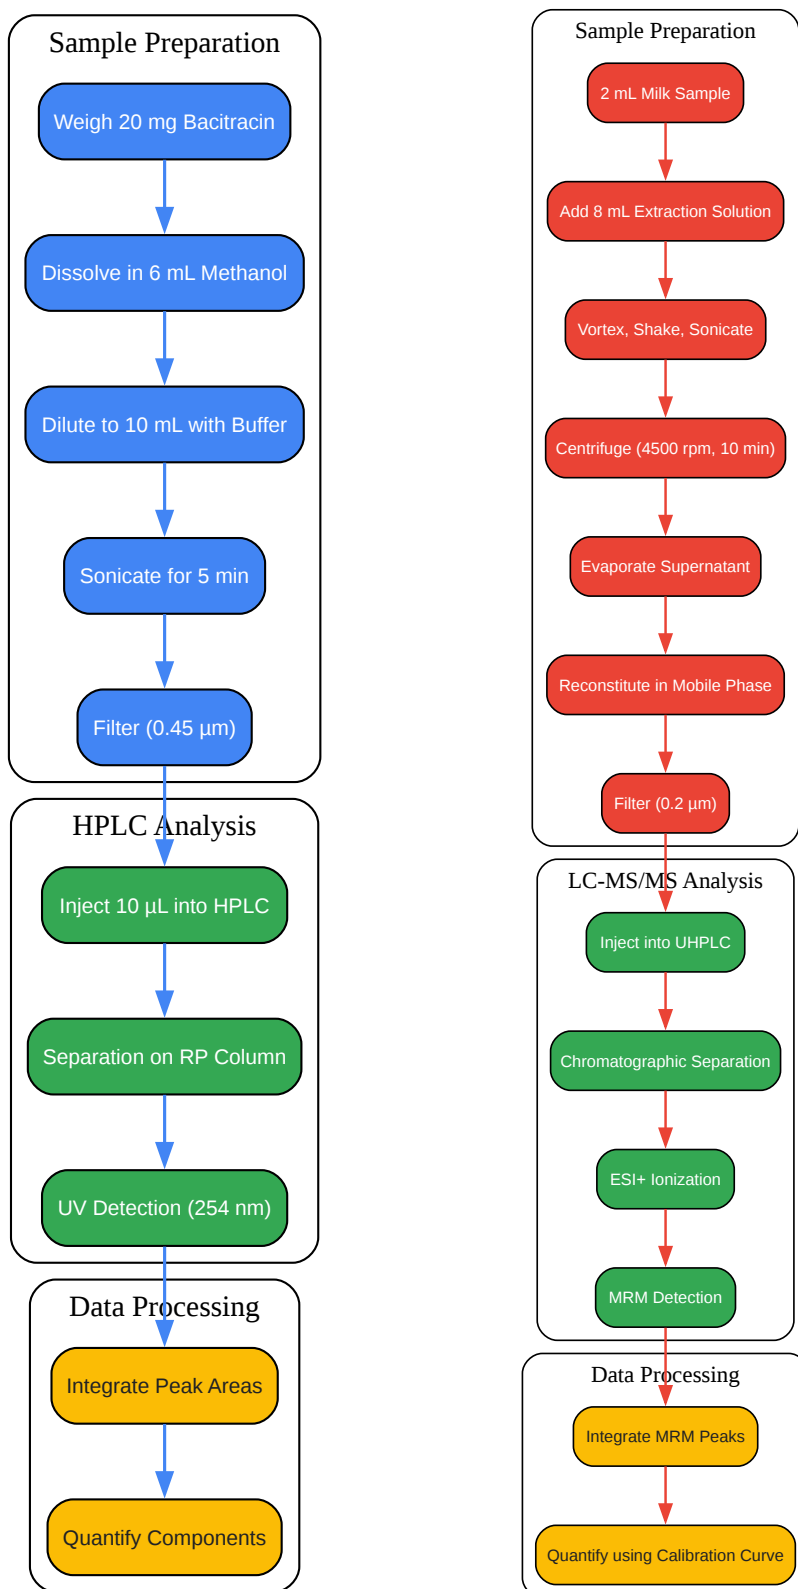 Sample Preparation
Weigh 20 mg Bacitracin
Dissolve in 6 mL Methanol
Dilute to 10 mL with Buffer
Sonicate for 5 min
Filter (0.45 µm)
HPLC Analysis
Inject 10 µL into HPLC
Separation on RP Column
UV Detection (254 nm)
Data Processing
Integrate Peak Areas
Quantify Components
Sample Preparation
2 mL Milk Sample
Add 8 mL Extraction Solution
Vortex, Shake, Sonicate
Centrifuge (4500 rpm, 10 min)
Evaporate Supernatant
Reconstitute in Mobile Phase
Filter (0.2 µm)
LC-MS/MS Analysis
Inject into UHPLC
Chromatographic Separation
ESI+ Ionization
MRM Detection
Data Processing
Integrate MRM Peaks
Quantify using Calibration Curve